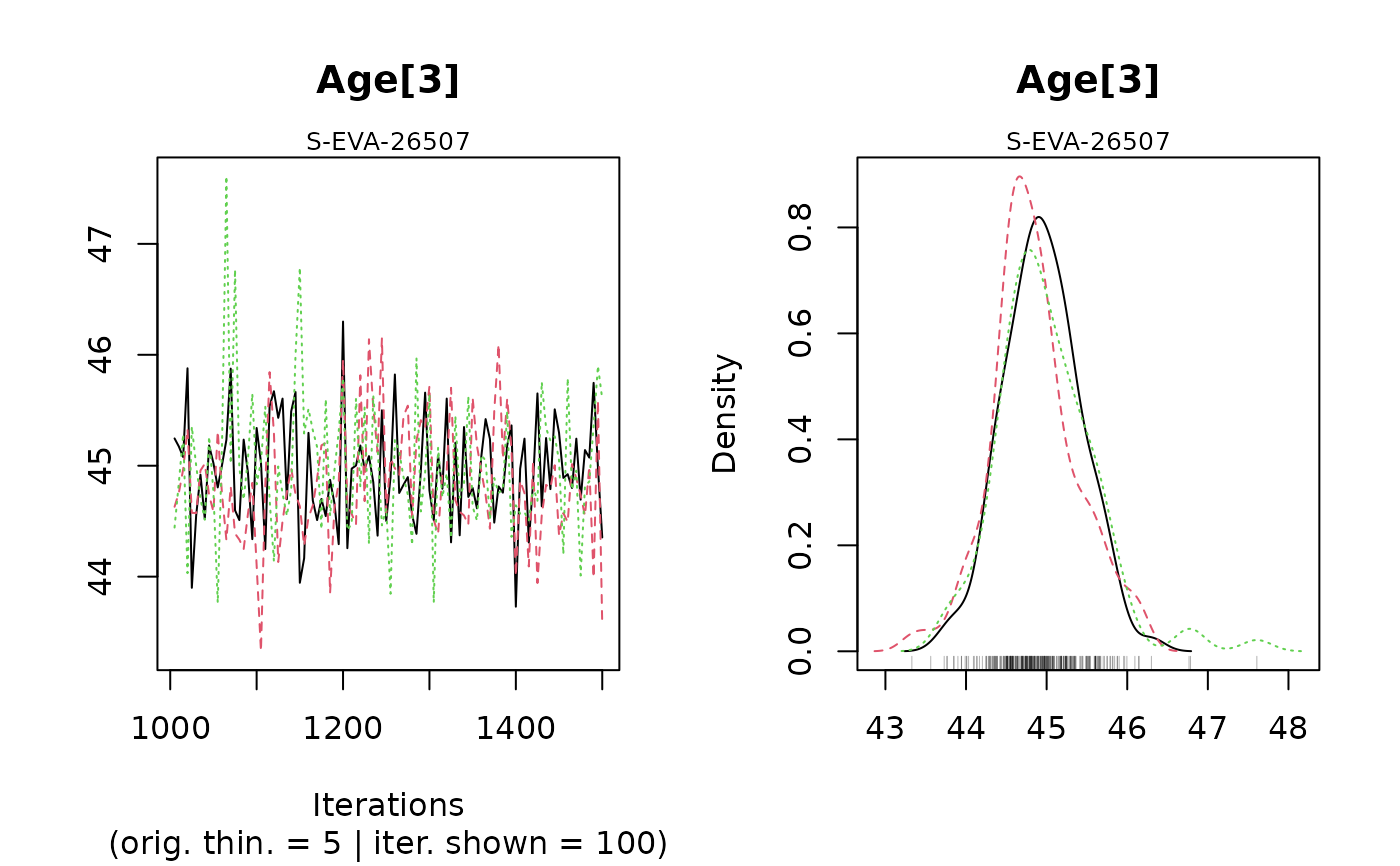 Age[3]
S-EVA-26507
47
46
45
44
1000 1200 1400
Iterations
(orig. thin. = 5 | iter. shown = 100)
Age[3]
S-EVA-26507
Density
0.8
0.6
0.4
0.2
0.0
43 44 45 46 47 48